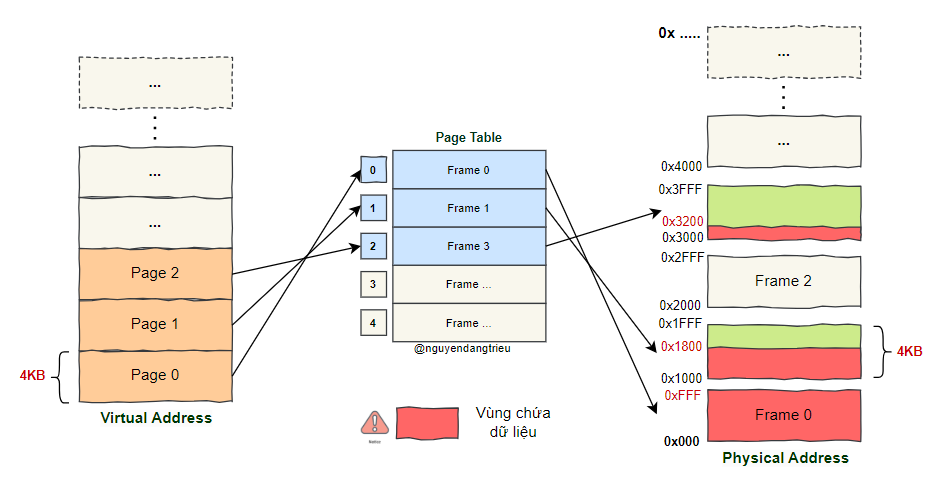 ...
...
...
Page 2
Page 1
Page 0
4KB
Virtual Address
Page Table
0
Frame 0
1
Frame 1
2
Frame 3
3
Frame ...
4
Frame ...
@nguyendangtrieu
Vùng chứa
dữ liệu
0x .....
...
...
0x4000
0x3FFF
0x3200
0x3000
0x2FFF
Frame 2
0x2000
0x1FFF
0x1800
4KB
0x1000
0xFFF
Frame 0
0x000
Physical Address